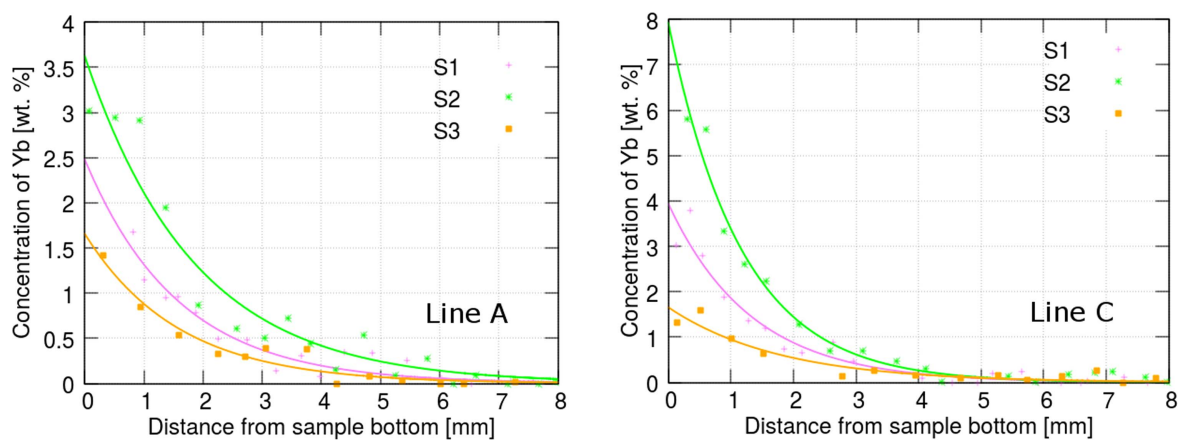 4
3.5
3
2.5
2
1.5
1
0.5
0
Concentration of Yb [wt. %]
S1
S2
S3
Line A
0 1 2 3 4 5 6 7 8
Distance from sample bottom [mm]
8
7
6
5
4
3
2
1
0
Concentration of Yb [wt. %]
S1
S2
S3
Line C
0 1 2 3 4 5 6 7 8
Distance from sample bottom [mm]